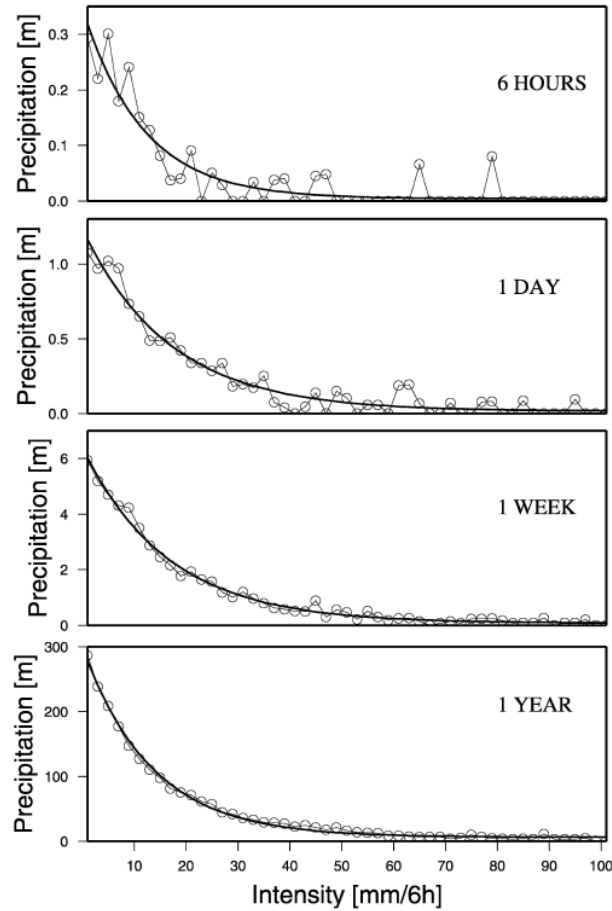 0.3
0.2
0.1
0.0
Precipitation [m]
6 HOURS
1.0
0.5
0.0
Precipitation [m]
1 DAY
6
4
2
0
Precipitation [m]
1 WEEK
300
200
100
0
Precipitation [m]
1 YEAR
10 20 30 40 50 60 70 80 90 100
Intensity [mm/6h]